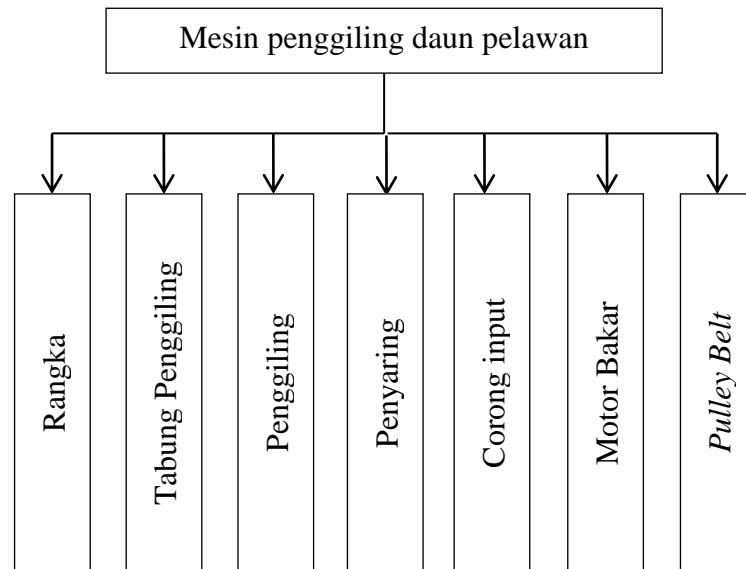 Mesin penggiling daun pelawan
Rangka
Tabung Penggiling
Penggiling
Penyaring
Corong input
Motor Bakar
Pulley Belt